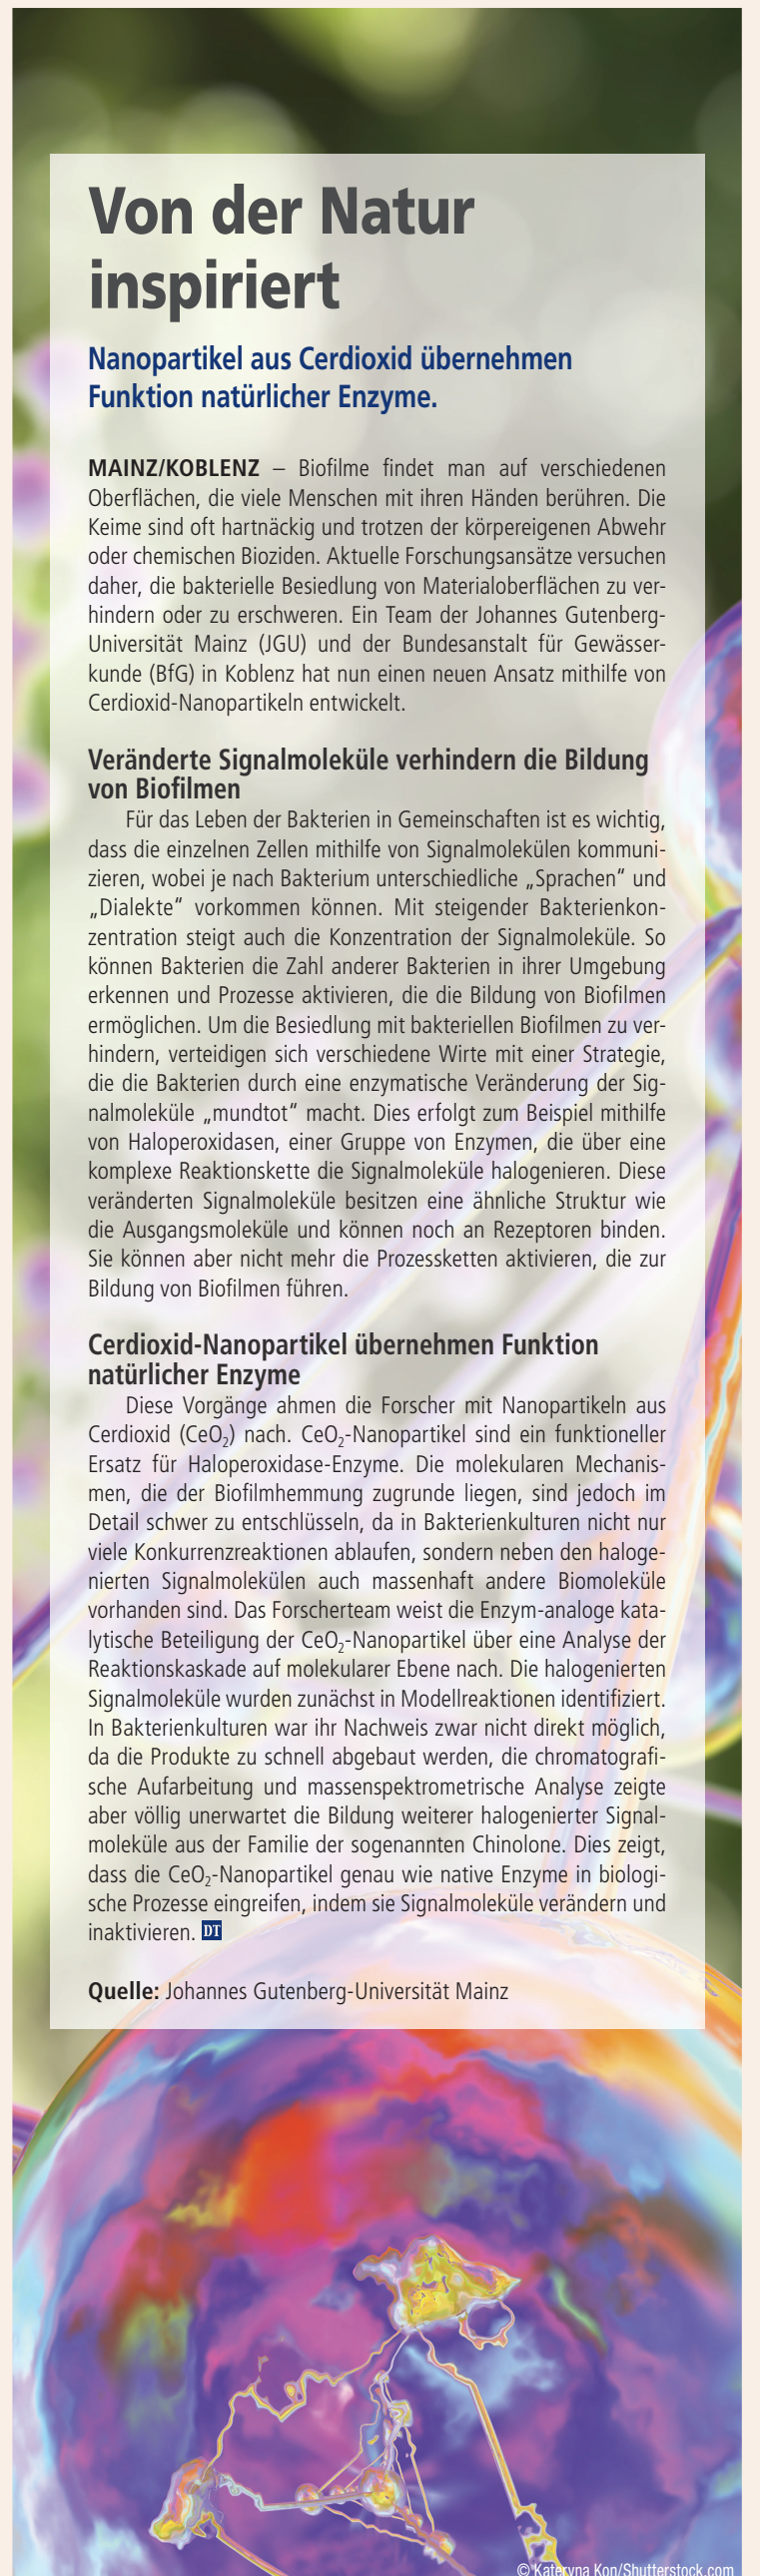 Von der Natur
inspiriert
Nanopartikel aus Cerdioxid übernehmen
Funktion natürlicher Enzyme.
MAINZ/KOBLENZ – Biofilme findet man auf verschiedenen
Oberflächen, die viele Menschen mit ihren Händen berühren. Die
Keime sind oft hartnäckig und trotzen der körpereigenen Abwehr
oder chemischen Bioziden. Aktuelle Forschungsansätze versuchen
daher, die bakterielle Besiedlung von Materialoberflächen zu ver-
hindern oder zu erschweren. Ein Team der Johannes Gutenberg-
Universität Mainz (JGU) und der Bundesanstalt für Gewässer-
kunde (BfG) in Koblenz hat nun einen neuen Ansatz mithilfe von
Cerdioxid-Nanopartikeln entwickelt.
Veränderte Signalmoleküle verhindern die Bildung
von Biofilmen
Für das Leben der Bakterien in Gemeinschaften ist es wichtig,
dass die einzelnen Zellen mithilfe von Signalmolekülen kommuni-
zieren, wobei je nach Bakterium unterschiedliche „Sprachen“ und
„Dialekte“ vorkommen können. Mit steigender Bakterienkon-
zentration steigt auch die Konzentration der Signalmoleküle. So
können Bakterien die Zahl anderer Bakterien in ihrer Umgebung
erkennen und Prozesse aktivieren, die die Bildung von Biofilmen
ermöglichen. Um die Besiedlung mit bakteriellen Biofilmen zu ver-
hindern, verteidigen sich verschiedene Wirte mit einer Strategie,
die die Bakterien durch eine enzymatische Veränderung der Sig-
nalmoleküle „mundtot“ macht. Dies erfolgt zum Beispiel mithilfe
von Haloperoxidasen, einer Gruppe von Enzymen, die über eine
komplexe Reaktionskette die Signalmoleküle halogenieren. Diese
veränderten Signalmoleküle besitzen eine ähnliche Struktur wie
die Ausgangsmoleküle und können noch an Rezeptoren binden.
Sie können aber nicht mehr die Prozessketten aktivieren, die zur
Bildung von Biofilmen führen.
Cerdioxid-Nanopartikel übernehmen Funktion
natürlicher Enzyme
Diese Vorgänge ahmen die Forscher mit Nanopartikeln aus
Cerdioxid (CeO₂) nach. CeO₂-Nanopartikel sind ein funktioneller
Ersatz für Haloperoxidase-Enzyme. Die molekularen Mechanis-
men, die der Biofilmhemmung zugrunde liegen, sind jedoch im
Detail schwer zu entschlüsseln, da in Bakterienkulturen nicht nur
viele Konkurrenzreaktionen ablaufen, sondern neben den haloge-
nierten Signalmolekülen auch massenhaft andere Biomoleküle
vorhanden sind. Das Forscherteam weist die Enzym-analoge kata-
lytische Beteiligung der CeO₂-Nanopartikel über eine Analyse der
Reaktionskaskade auf molekularer Ebene nach. Die halogenierten
Signalmoleküle wurden zunächst in Modellreaktionen identifiziert.
In Bakterienkulturen war ihr Nachweis zwar nicht direkt möglich,
da die Produkte zu schnell abgebaut werden, die chromatografi-
sche Aufarbeitung und massenspektrometrische Analyse zeigte
aber völlig unerwartet die Bildung weiterer halogenierter Signal-
moleküle aus der Familie der sogenannten Chinolone. Dies zeigt,
dass die CeO₂-Nanopartikel genau wie native Enzyme in biologi-
sche Prozesse eingreifen, indem sie Signalmoleküle verändern und
inaktivieren. DT
Quelle: Johannes Gutenberg-Universität Mainz
© Kateryna Kon/Shutterstock.com